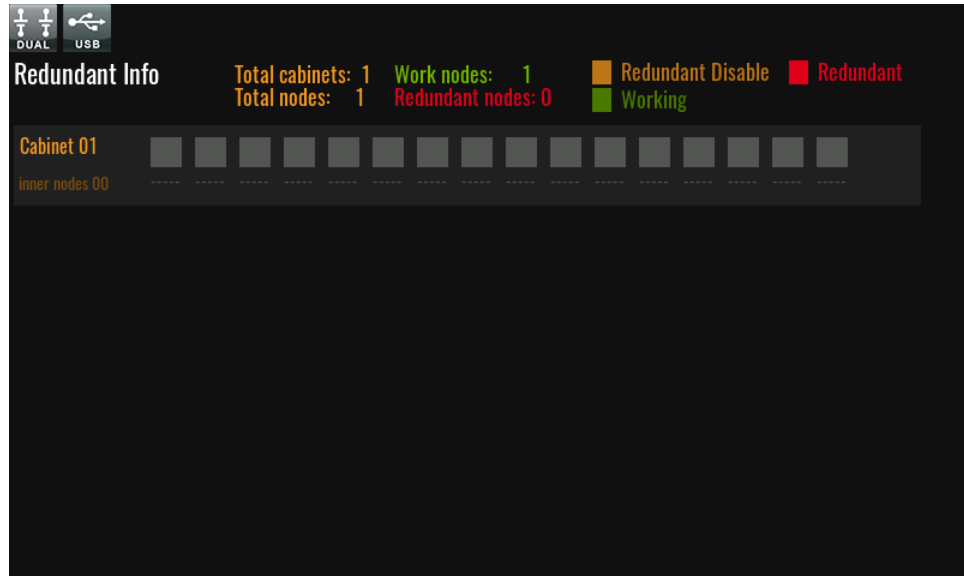 DUAL USB
Redundant Info
Total cabinets: 1 Work nodes: 1 Redundant Disable Redundant
Total nodes: 1 Redundant nodes: 0 Working
Cabinet 01
inner nodes 00 ----- ----- ----- ----- ----- ----- ----- ----- ----- ----- ----- ----- ----- ----- ----- -----